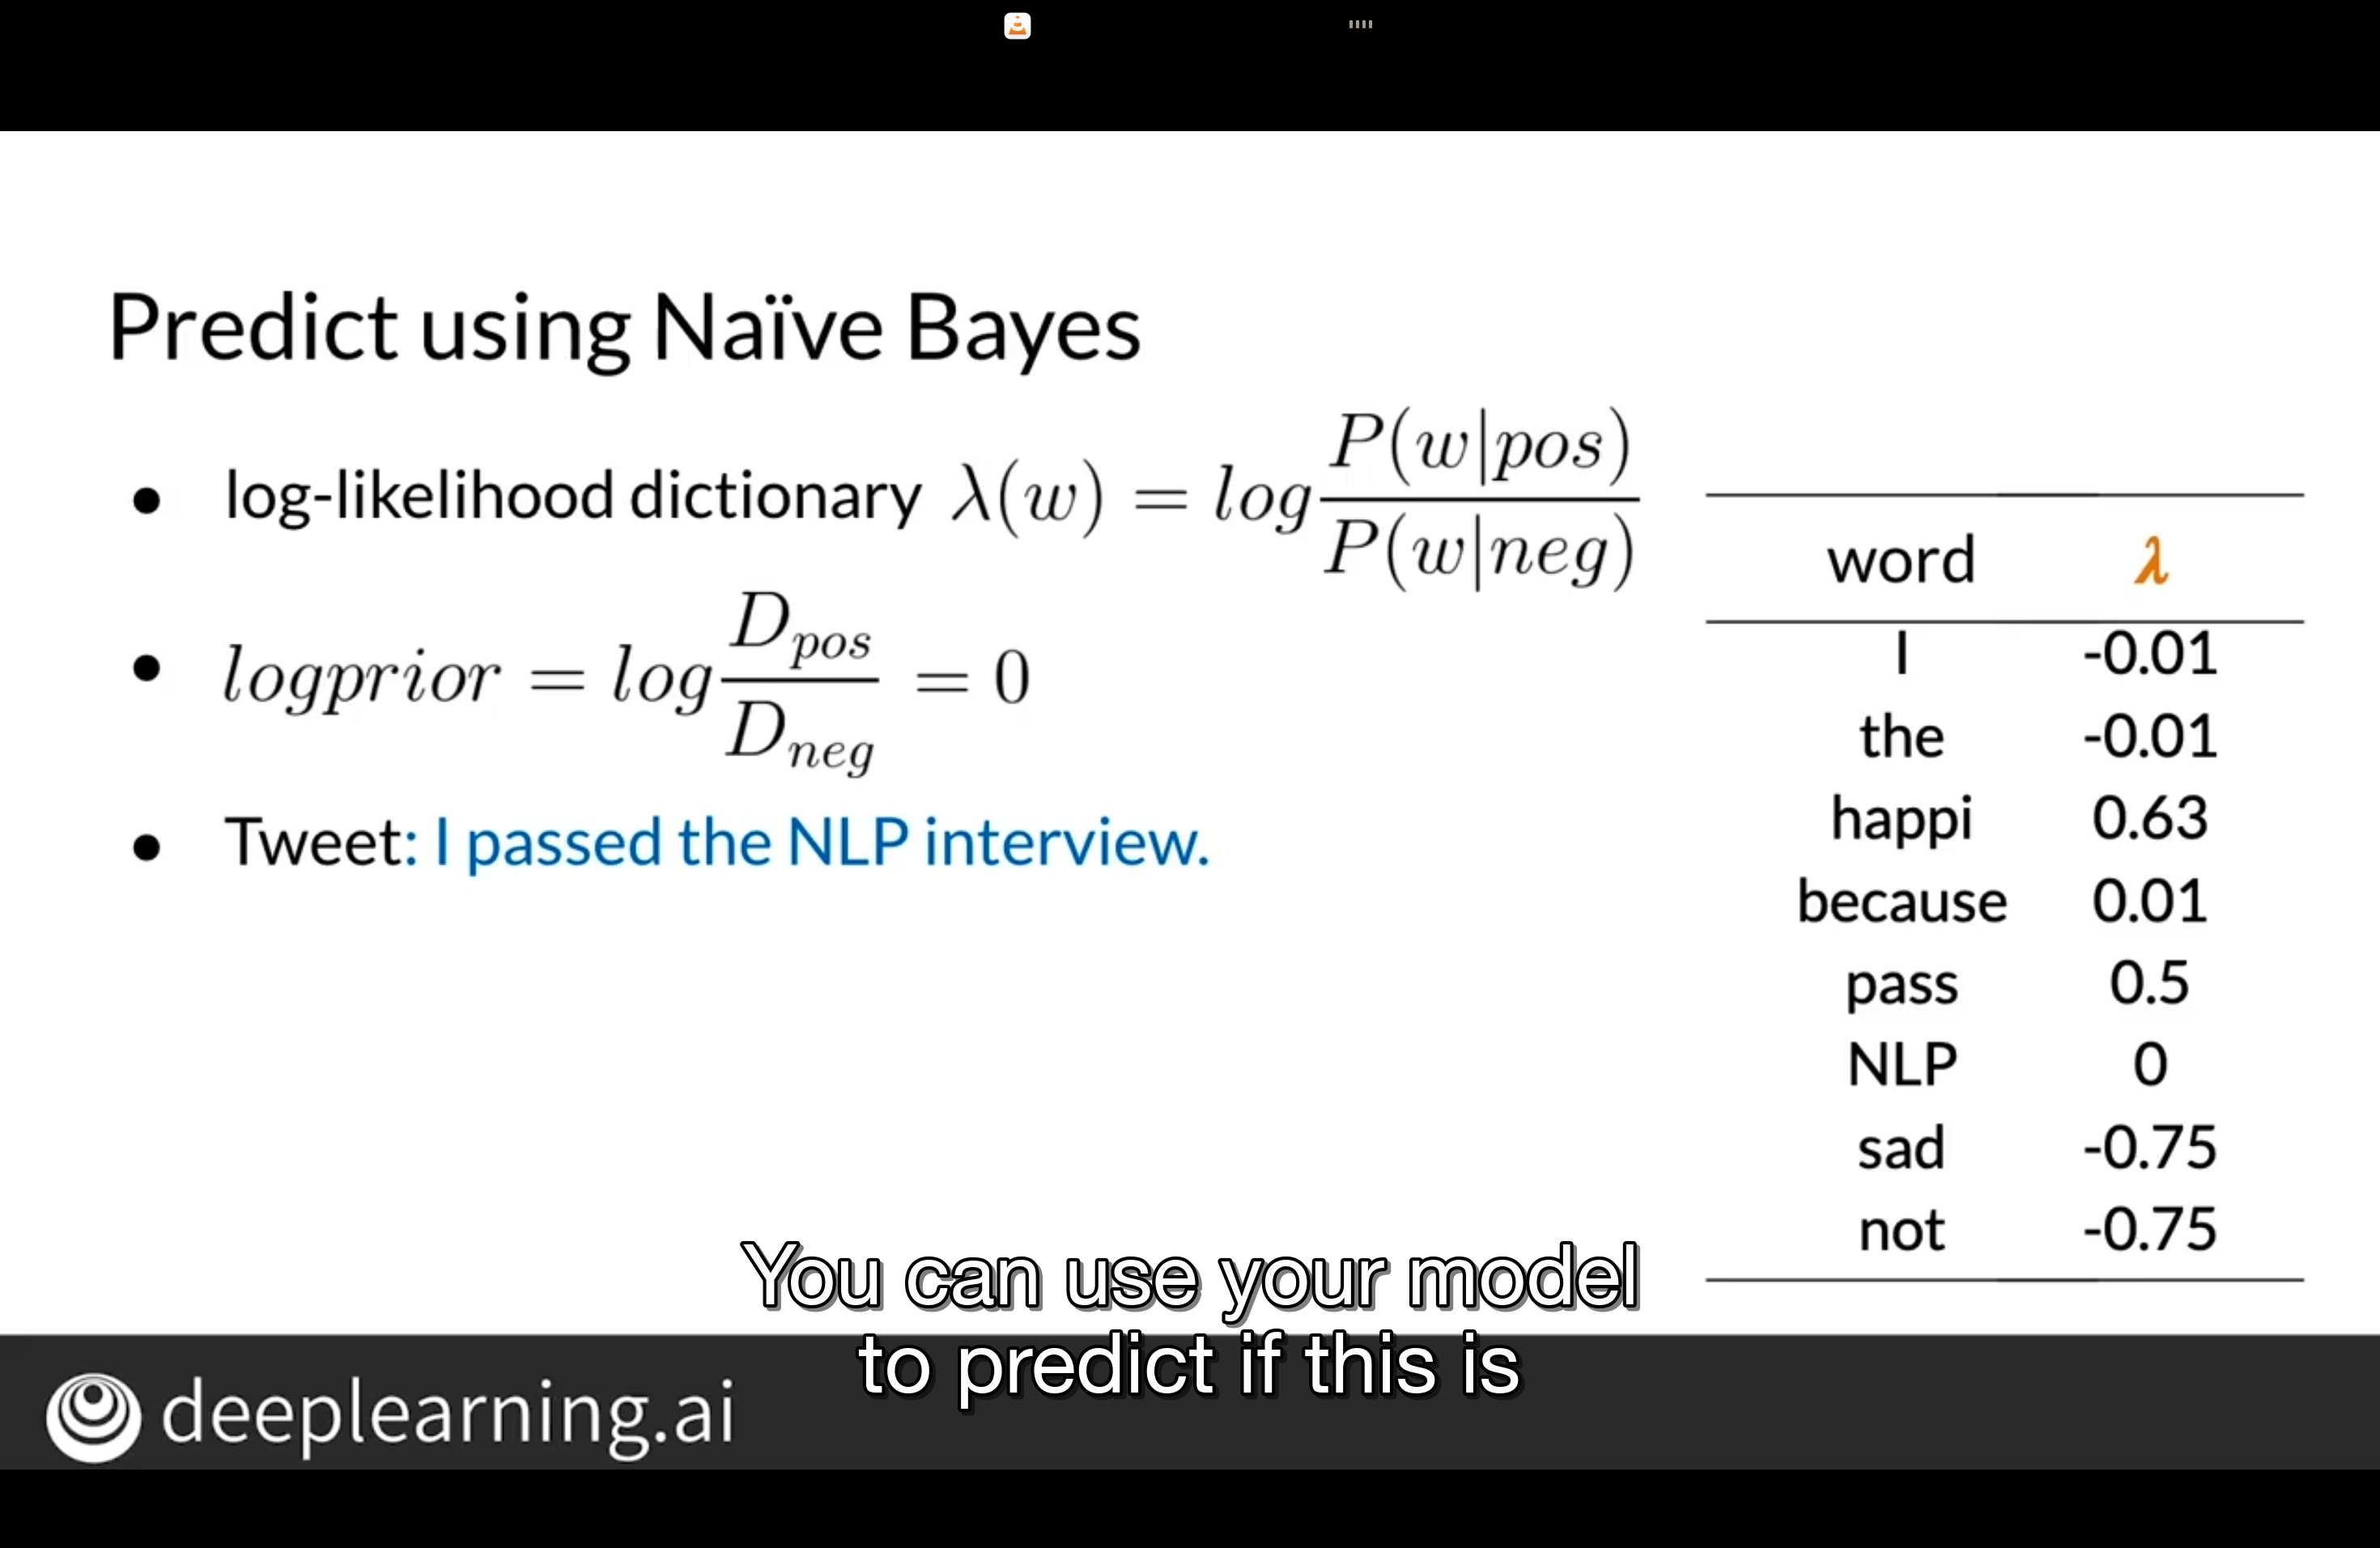 Predict using Naïve Bayes
● log-likelihood dictionary λ(w) = log P(w|pos) / P(w|neg)
● logprior = log D_pos / D_neg = 0
● Tweet: I passed the NLP interview.
word λ
I -0.01
the -0.01
happi 0.63
because 0.01
pass 0.5
NLP 0
sad -0.75
not -0.75
You can use your model
to predict if this is
deeplearning.ai